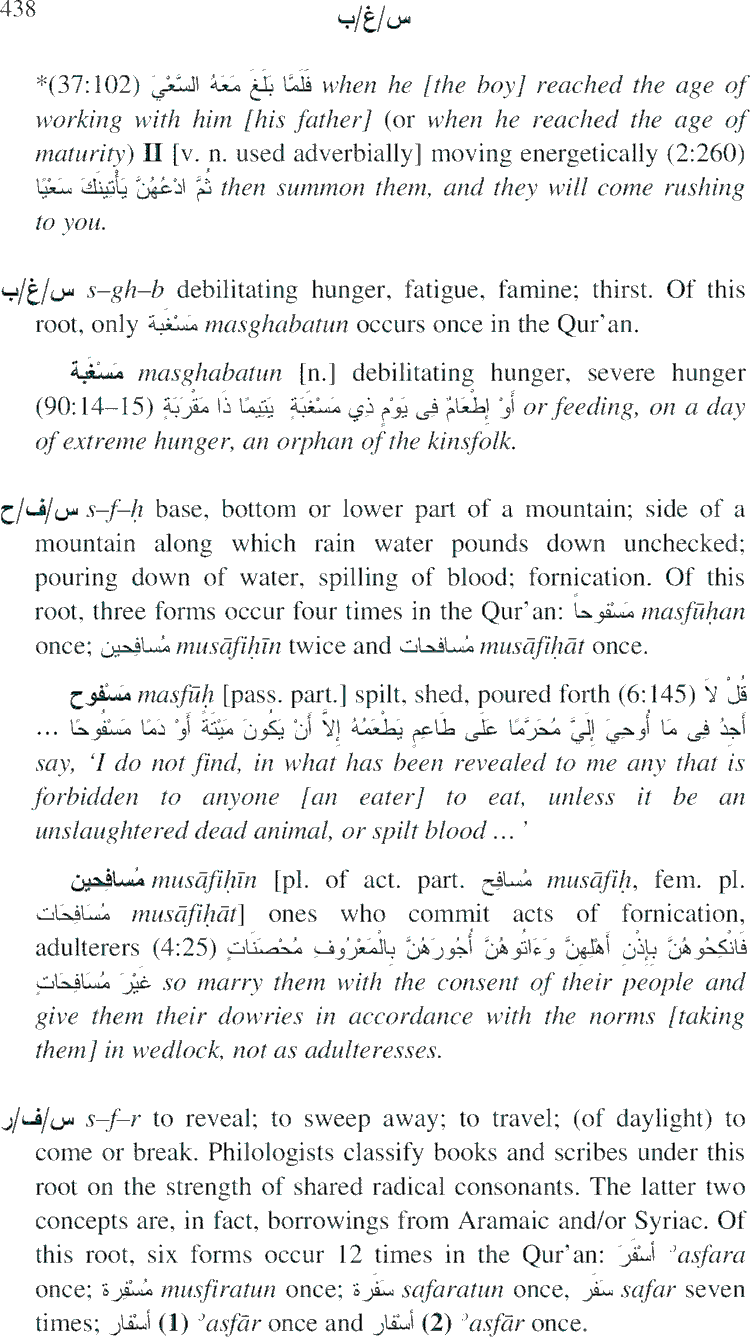 438
س/غ/ب
*(37:102) فَلَمَّا بَلَغَ مَعَهُ السَّعْيَ when he [the boy] reached the age of
working with him [his father] (or when he reached the age of
maturity) II [v. n. used adverbially] moving energetically (2:260)
ثُمَّ ادْعُهُنَّ يَأْتِينَكَ سَعْيًا then summon them, and they will come rushing
to you.
س/غ/ب s–gh–b debilitating hunger, fatigue, famine; thirst. Of this
root, only مَسْغَبة masghabatun occurs once in the Qur’an.
مَسْغَبة masghabatun [n.] debilitating hunger, severe hunger
(90:14–15) أَوْ إِطْعَامٌ فِى يَوْمٍ ذِي مَسْغَبَةٍ يَتِيمًا ذَا مَقْرَبَةٍ or feeding, on a day
of extreme hunger, an orphan of the kinsfolk.
س/ف/ح s–f–ḥ base, bottom or lower part of a mountain; side of a
mountain along which rain water pounds down unchecked;
pouring down of water, spilling of blood; fornication. Of this
root, three forms occur four times in the Qur’an: مَسْفوحاً masfūḥan
once; مُسافِحين musāfiḥīn twice and مُسافحات musāfiḥāt once.
مَسْفوح masfūḥ [pass. part.] spilt, shed, poured forth (6:145) قُلْ لاَ
أَجِدُ فِى مَا أُوحِيَ إِلَيَّ مُحَرَّمًا عَلَى طَاعِمٍ يَطْعَمُهُ إِلاَّ أَنْ يَكُونَ مَيْتَةً أَوْ دَمًا مَسْفُوحًا ...
say, ‘I do not find, in what has been revealed to me any that is
forbidden to anyone [an eater] to eat, unless it be an
unslaughtered dead animal, or spilt blood ... ’
مُسافحين musāfiḥīn [pl. of act. part. مُسافِح musāfiḥ, fem. pl.
مُسَافِحَات musāfiḥāt] ones who commit acts of fornication,
adulterers (4:25) فَانْكِحُوهُنَّ بِإِذْنِ أَهْلِهِنَّ وَءَاتُوهُنَّ أُجُورَهُنَّ بِالْمَعْرُوفِ مُحْصَنَاتٍ
غَيْرَ مُسَافِحَاتٍ so marry them with the consent of their people and
give them their dowries in accordance with the norms [taking
them] in wedlock, not as adulteresses.
س/ف/ر s–f–r to reveal; to sweep away; to travel; (of daylight) to
come or break. Philologists classify books and scribes under this
root on the strength of shared radical consonants. The latter two
concepts are, in fact, borrowings from Aramaic and/or Syriac. Of
this root, six forms occur 12 times in the Qur’an: أَسْفَرَ ʾasfara
once; مُسْفِرة musfiratun once; سَفَرة safaratun once, سَفَر safar seven
times; أسْفار (1) ʾasfār once and أسْفار (2) ʾasfār once.